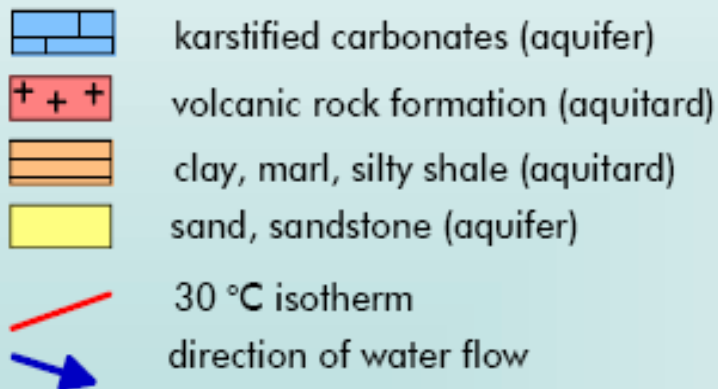 karstified carbonates (aquifer)
volcanic rock formation (aquitard)
clay, marl, silty shale (aquitard)
sand, sandstone (aquifer)
30 °C isotherm
direction of water flow